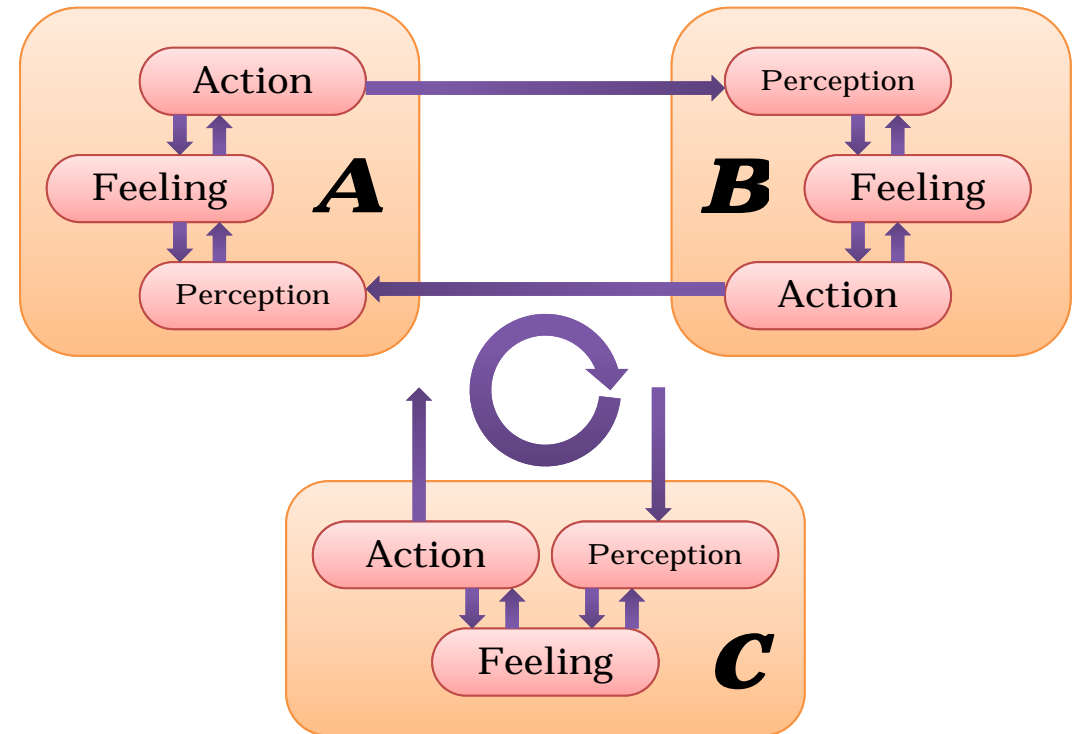 Action
Feeling
A
Perception
Perception
B
Feeling
Action
Action
Perception
Feeling
C